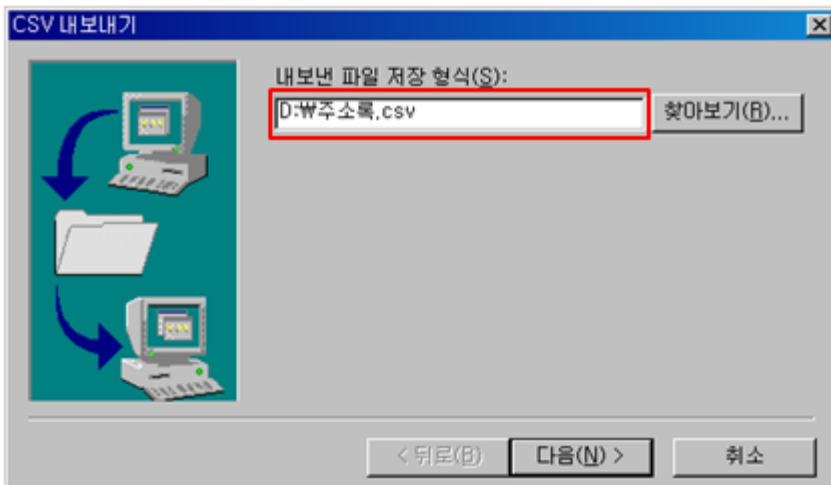 CSV 내보내기
내보낸 파일 저장 형식(S):
D:₩주소록.csv
찾아보기(R)...
< 뒤로(B)
다음(N) >
취소